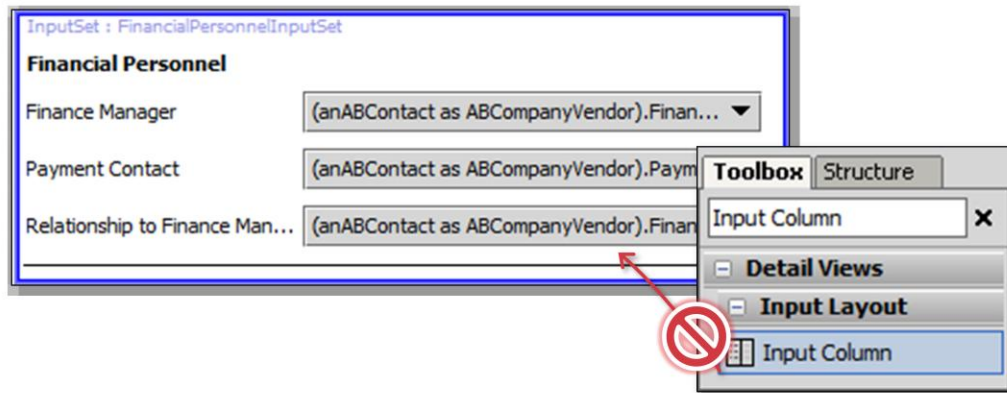 InputSet : FinancialPersonnelInputSet
Financial Personnel
Finance Manager (anABContact as ABCompanyVendor).Finan...
Payment Contact (anABContact as ABCompanyVendor).Paym
Relationship to Finance Man... (anABContact as ABCompanyVendor).Finan
Toolbox Structure
Input Column
Detail Views
Input Layout
Input Column